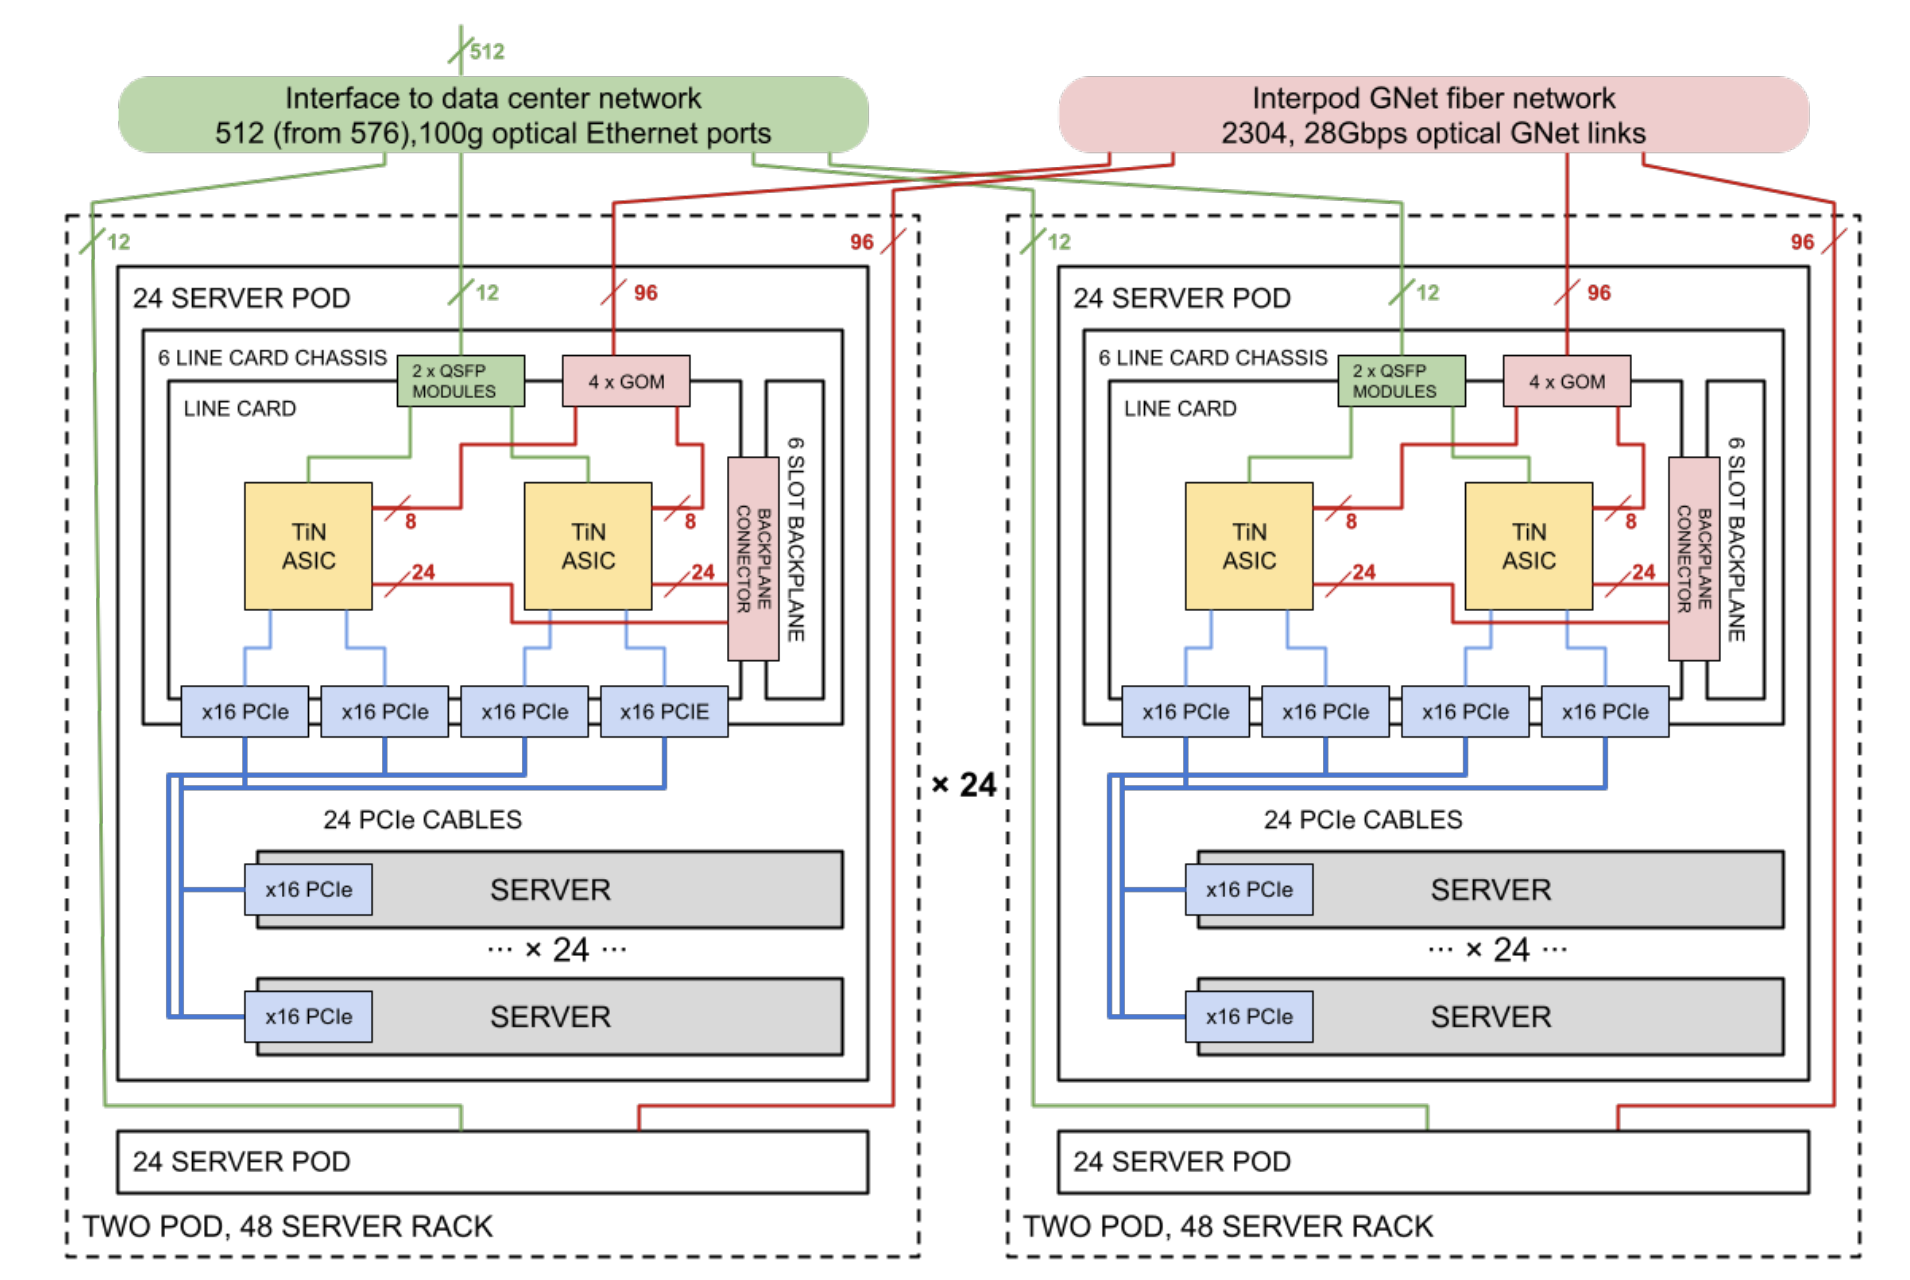 512
Interface to data center network
512 (from 576),100g optical Ethernet ports
Interpod GNet fiber network
2304, 28Gbps optical GNet links
12
96
12
96
24 SERVER POD
12
96
6 LINE CARD CHASSIS
2 x QSFP
MODULES
4 x GOM
LINE CARD
TiN
ASIC
8
24
TiN
ASIC
8
24
BACKPLANE
CONNECTOR
6 SLOT BACKPLANE
x16 PCIe
x16 PCIe
x16 PCIe
x16 PCIE
24 PCIe CABLES
x16 PCIe
SERVER
··· × 24 ···
x16 PCIe
SERVER
24 SERVER POD
TWO POD, 48 SERVER RACK
× 24
24 SERVER POD
12
96
6 LINE CARD CHASSIS
2 x QSFP
MODULES
4 x GOM
LINE CARD
TiN
ASIC
8
24
TiN
ASIC
8
24
BACKPLANE
CONNECTOR
6 SLOT BACKPLANE
x16 PCIe
x16 PCIe
x16 PCIe
x16 PCIe
24 PCIe CABLES
x16 PCIe
SERVER
··· × 24 ···
x16 PCIe
SERVER
24 SERVER POD
TWO POD, 48 SERVER RACK